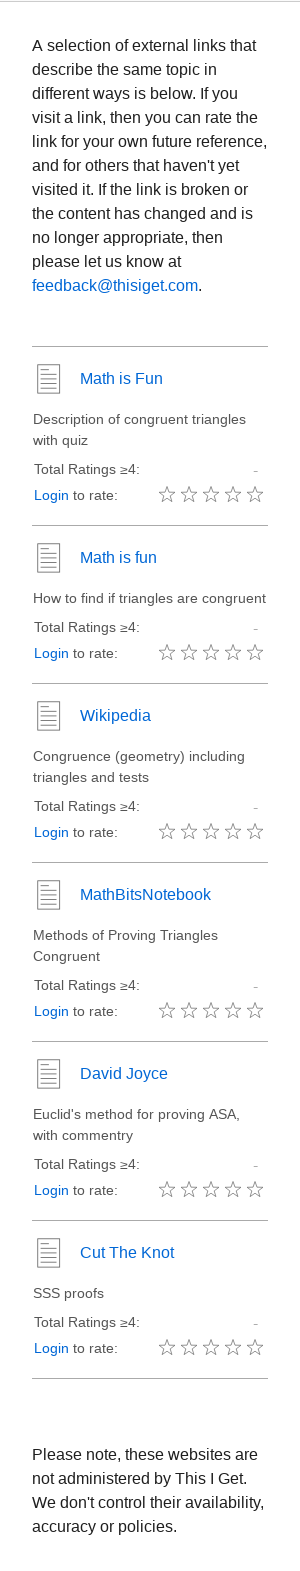 A selection of external links that
describe the same topic in
different ways is below. If you
visit a link, then you can rate the
link for your own future reference,
and for others that haven't yet
visited it. If the link is broken or
the content has changed and is
no longer appropriate, then
please let us know at
feedback@thisiget.com.
Math is Fun
Description of congruent triangles
with quiz
Total Ratings ≥4: -
Login to rate:
Math is fun
How to find if triangles are congruent
Total Ratings ≥4: -
Login to rate:
Wikipedia
Congruence (geometry) including
triangles and tests
Total Ratings ≥4: -
Login to rate:
MathBitsNotebook
Methods of Proving Triangles
Congruent
Total Ratings ≥4: -
Login to rate:
David Joyce
Euclid's method for proving ASA,
with commentry
Total Ratings ≥4: -
Login to rate:
Cut The Knot
SSS proofs
Total Ratings ≥4: -
Login to rate:
Please note, these websites are
not administered by This I Get.
We don't control their availability,
accuracy or policies.